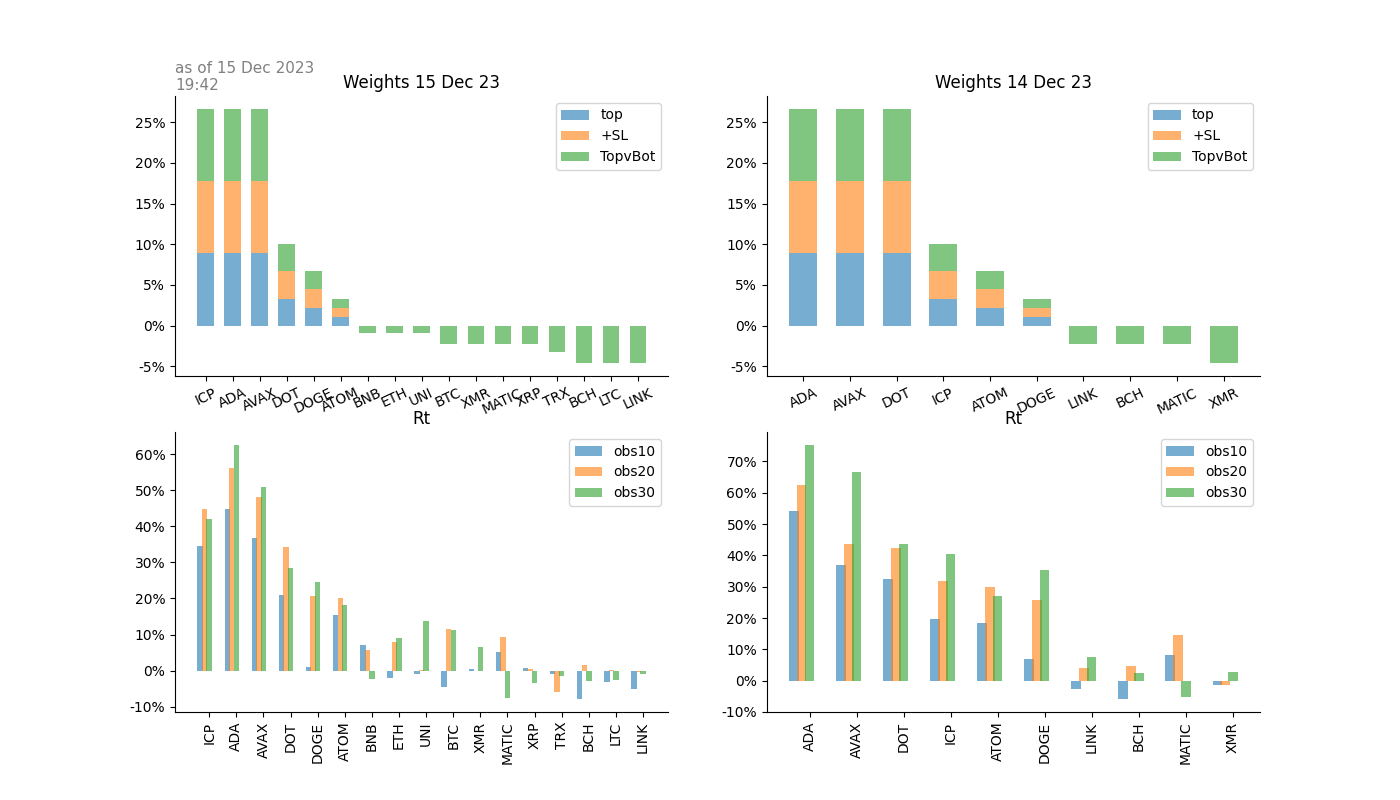 as of 15 Dec 2023
19:42
Weights 15 Dec 23
25%
20%
15%
10%
5%
0%
-5%
top
+SL
TopvBot
ICP ADA AVAX DOT DOGE ATOM BNB ETH UNI BTC XMR MATIC XRP TRX BCH LTC LINK
Weights 14 Dec 23
25%
20%
15%
10%
5%
0%
-5%
top
+SL
TopvBot
ADA AVAX DOT ICP ATOM DOGE LINK BCH MATIC XMR
Rt
60%
50%
40%
30%
20%
10%
0%
-10%
obs10
obs20
obs30
ICP ADA AVAX DOT DOGE ATOM BNB ETH UNI BTC XMR MATIC XRP TRX BCH LTC LINK
Rt
70%
60%
50%
40%
30%
20%
10%
0%
-10%
obs10
obs20
obs30
ADA AVAX DOT ICP ATOM DOGE LINK BCH MATIC XMR